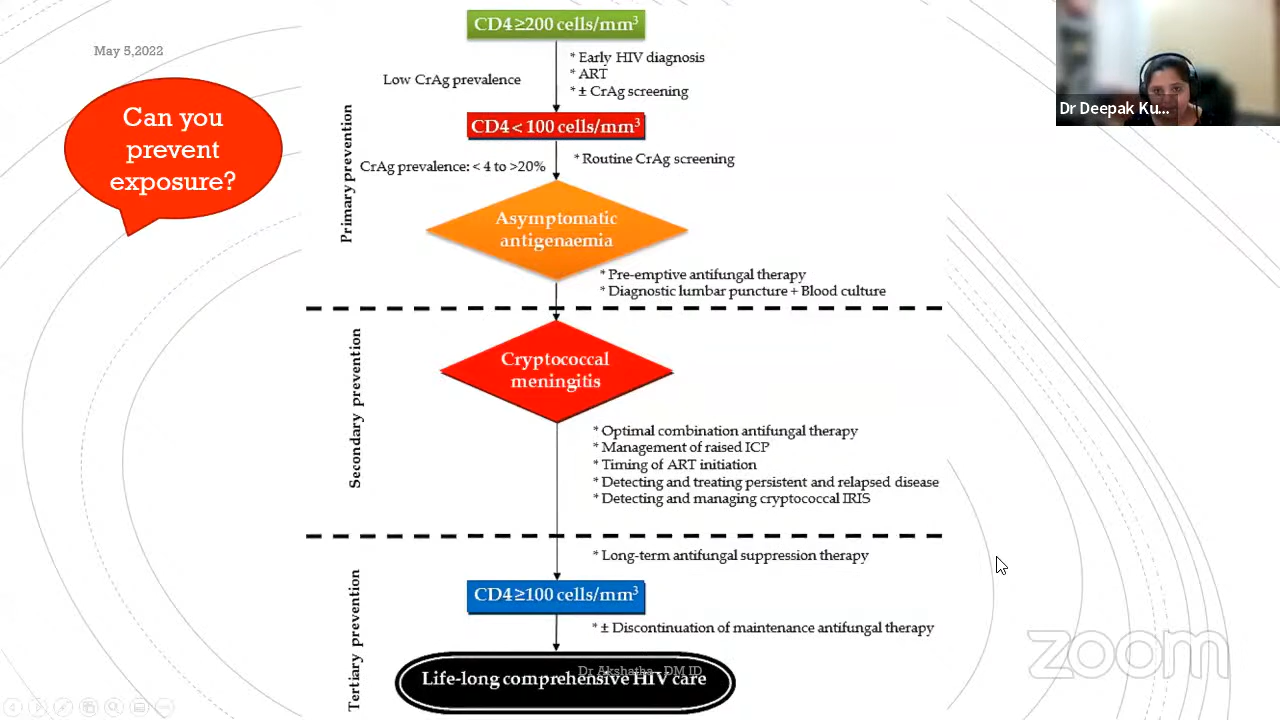 May 5,2022
Can you
prevent
exposure?
CD4 ≥200 cells/mm³
Low CrAg prevalence
* Early HIV diagnosis
* ART
* ± CrAg screening
CD4 < 100 cells/mm³
CrAg prevalence: < 4 to >20%
* Routine CrAg screening
Primary prevention
Asymptomatic
antigenaemia
* Pre-emptive antifungal therapy
* Diagnostic lumbar puncture + Blood culture
Secondary prevention
Cryptococcal
meningitis
* Optimal combination antifungal therapy
* Management of raised ICP
* Timing of ART initiation
* Detecting and treating persistent and relapsed disease
* Detecting and managing cryptococcal IRIS
Tertiary prevention
* Long-term antifungal suppression therapy
CD4 ≥100 cells/mm³
* ± Discontinuation of maintenance antifungal therapy
Dr Akshatha - DM ID
Life-long comprehensive HIV care
Dr Deepak Ku...
zoom